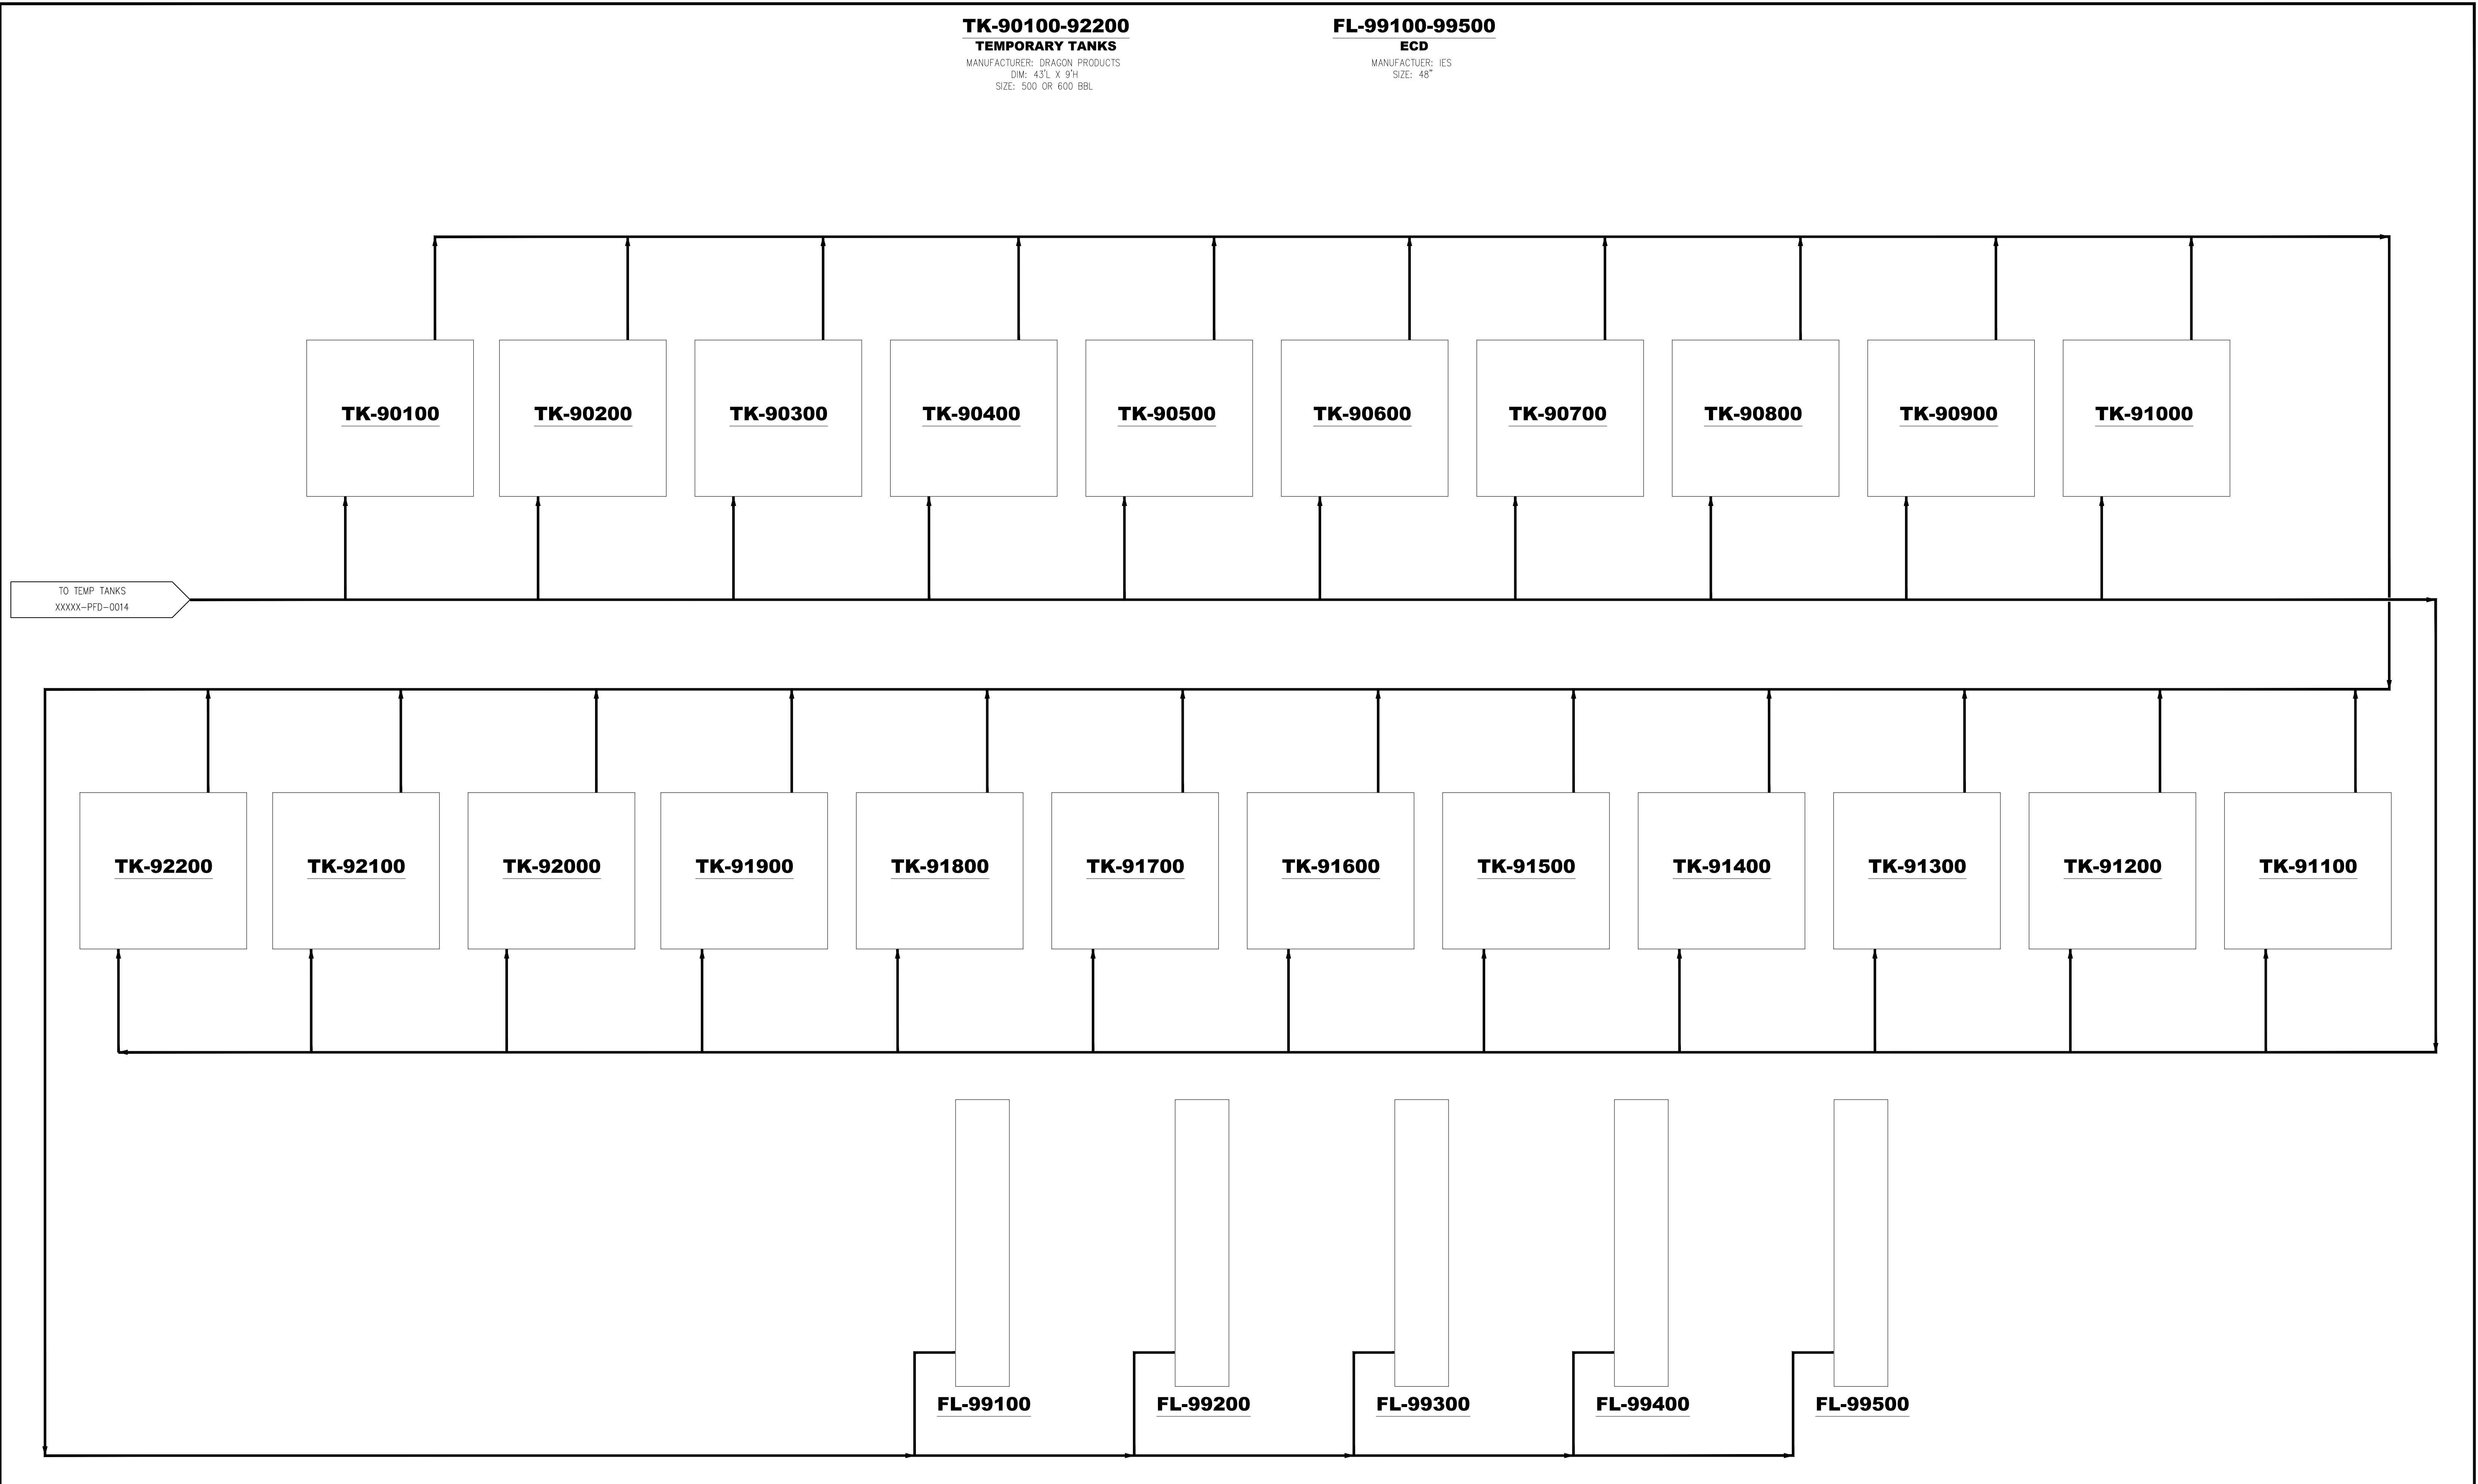 TK-90100-92200
TEMPORARY TANKS
MANUFACTURER: DRAGON PRODUCTS
DIM: 43'L X 9'H
SIZE: 500 OR 600 BBL
FL-99100-99500
ECD
MANUFACTUER: IES
SIZE: 48"
TK-90100
TK-90200
TK-90300
TK-90400
TK-90500
TK-90600
TK-90700
TK-90800
TK-90900
TK-91000
TO TEMP TANKS
XXXXX-PFD-0014
TK-92200
TK-92100
TK-92000
TK-91900
TK-91800
TK-91700
TK-91600
TK-91500
TK-91400
TK-91300
TK-91200
TK-91100
FL-99100
FL-99200
FL-99300
FL-99400
FL-99500